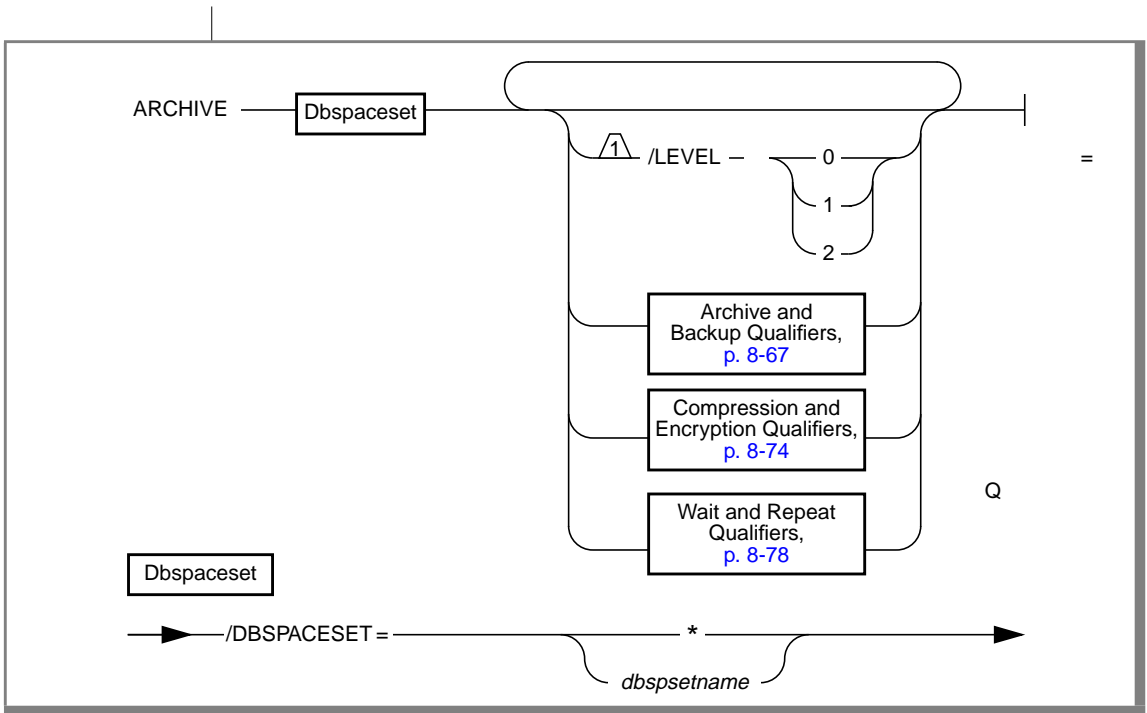 ARCHIVE
Dbspaceset
1
/LEVEL
0
=
1
2
Archive and
Backup Qualifiers,
p. 8-67
Compression and
Encryption Qualifiers,
p. 8-74
Q
Wait and Repeat
Qualifiers,
p. 8-78
Dbspaceset
/DBSPACESET =
*
dbspsetname